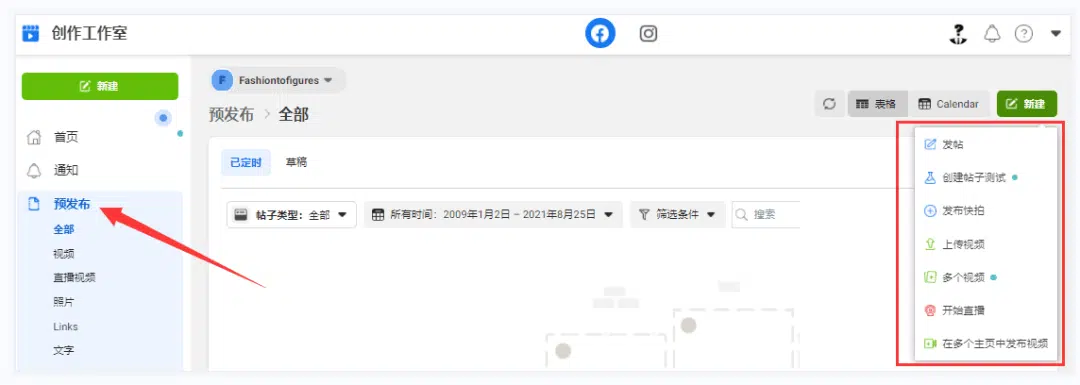 创作工作室
新建
首页
通知
预发布
全部
视频
直播视频
照片
Links
文字
F Fashiontofigures
预发布 > 全部
表格
Calendar
新建
已定时
草稿
帖子类型: 全部
所有时间: 2009年1月2日 – 2021年8月25日
筛选条件
搜索
发帖
创建帖子测试
发布快拍
上传视频
多个视频
开始直播
在多个主页中发布视频